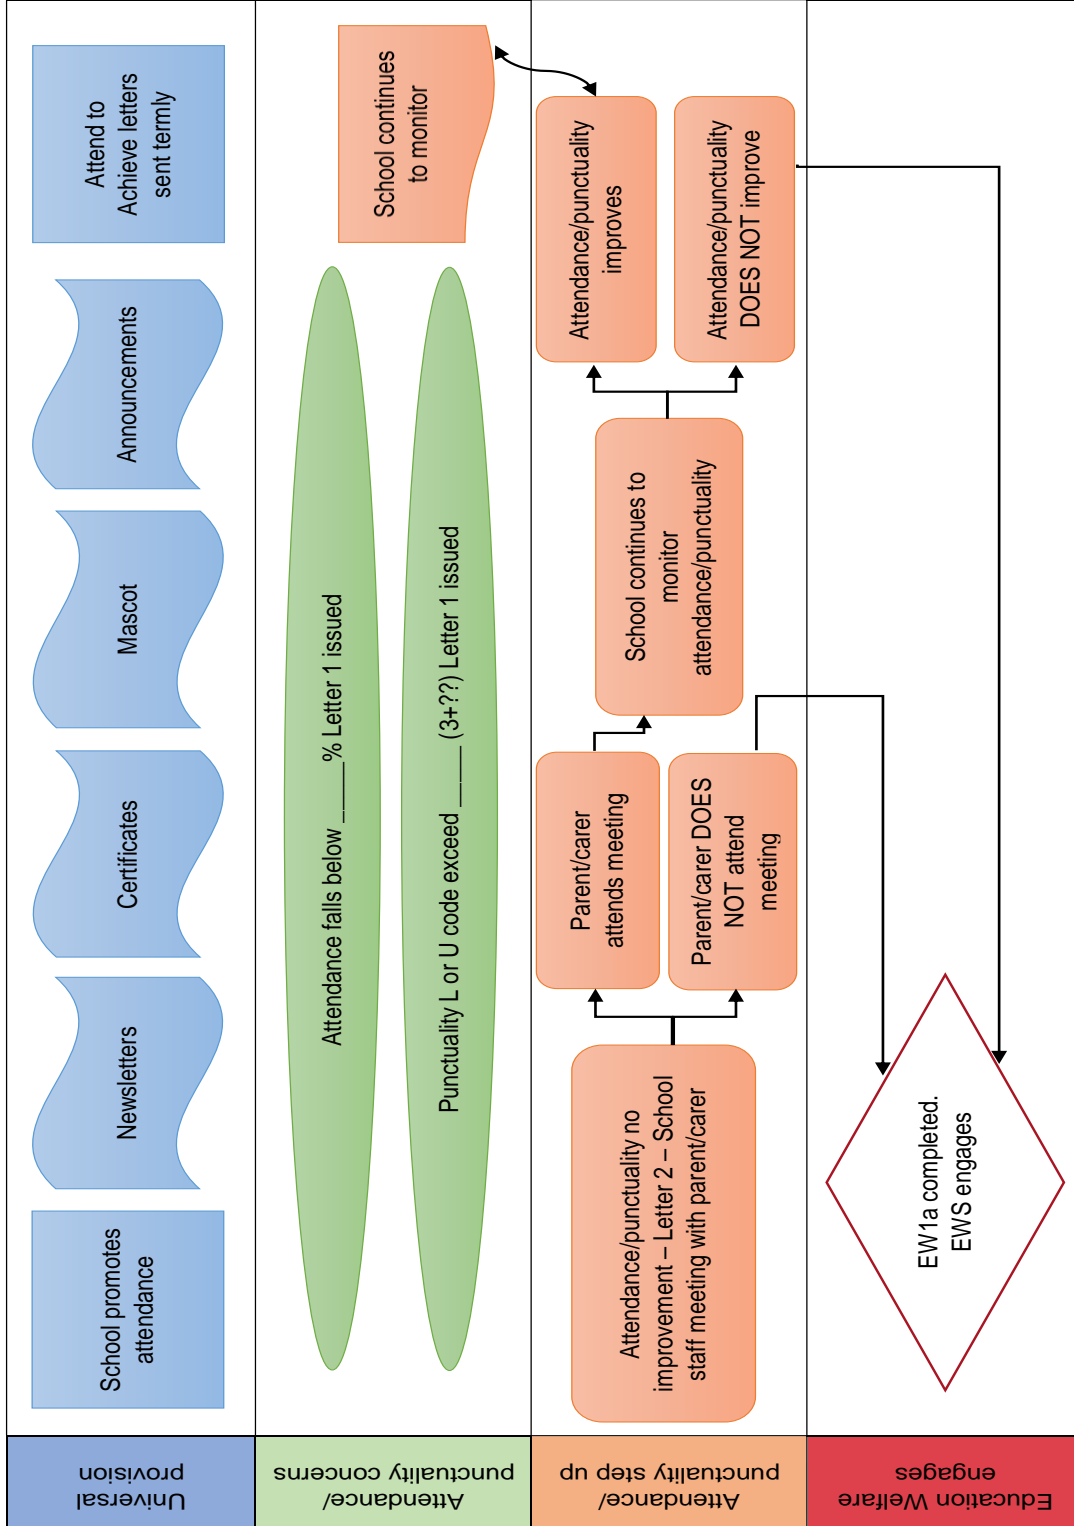 Universal
provision
School promotes
attendance
Newsletters
Certificates
Mascot
Announcements
Attend to
Achieve letters
sent termly
Attendance/
punctuality concerns
Attendance falls below _____% Letter 1 issued
Punctuality L or U code exceed ______ (3+??) Letter 1 issued
School continues
to monitor
Attendance/
punctuality step up
Attendance/punctuality no
improvement – Letter 2 – School
staff meeting with parent/carer
Parent/carer
attends meeting
Parent/carer DOES
NOT attend
meeting
School continues to
monitor
attendance/punctuality
Attendance/punctuality
improves
Attendance/punctuality
DOES NOT improve
Education Welfare
engages
EW1a completed.
EWS engages